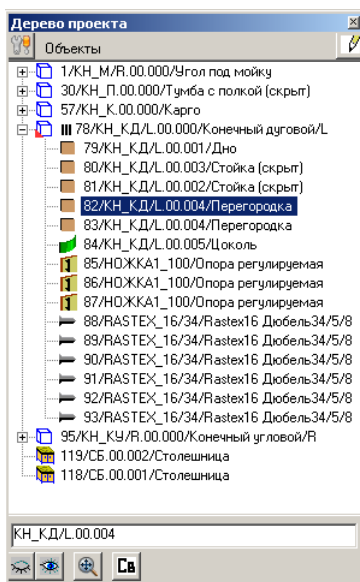 Дерево проекта
Объекты
1/КН_М/R.00.000/Угол под мойку
30/КН_П.00.000/Тумба с полкой (скрыт)
57/КН_К.00.000/Карго
78/КН_КД/L.00.000/Конечный дуговой/L
79/КН_КД/L.00.001/Дно
80/КН_КД/L.00.003/Стойка (скрыт)
81/КН_КД/L.00.002/Стойка (скрыт)
82/КН_КД/L.00.004/Перегородка
83/КН_КД/L.00.004/Перегородка
84/КН_КД/L.00.005/Цоколь
85/НОЖКА1_100/Опора регулируемая
86/НОЖКА1_100/Опора регулируемая
87/НОЖКА1_100/Опора регулируемая
88/RASTEX_16/34/Rastex16 Дюбель34/5/8
89/RASTEX_16/34/Rastex16 Дюбель34/5/8
90/RASTEX_16/34/Rastex16 Дюбель34/5/8
91/RASTEX_16/34/Rastex16 Дюбель34/5/8
92/RASTEX_16/34/Rastex16 Дюбель34/5/8
93/RASTEX_16/34/Rastex16 Дюбель34/5/8
95/КН_КУ/R.00.000/Конечный угловой/R
119/СБ.00.002/Столешница
118/СБ.00.001/Столешница
КН_КД/L.00.004
Св